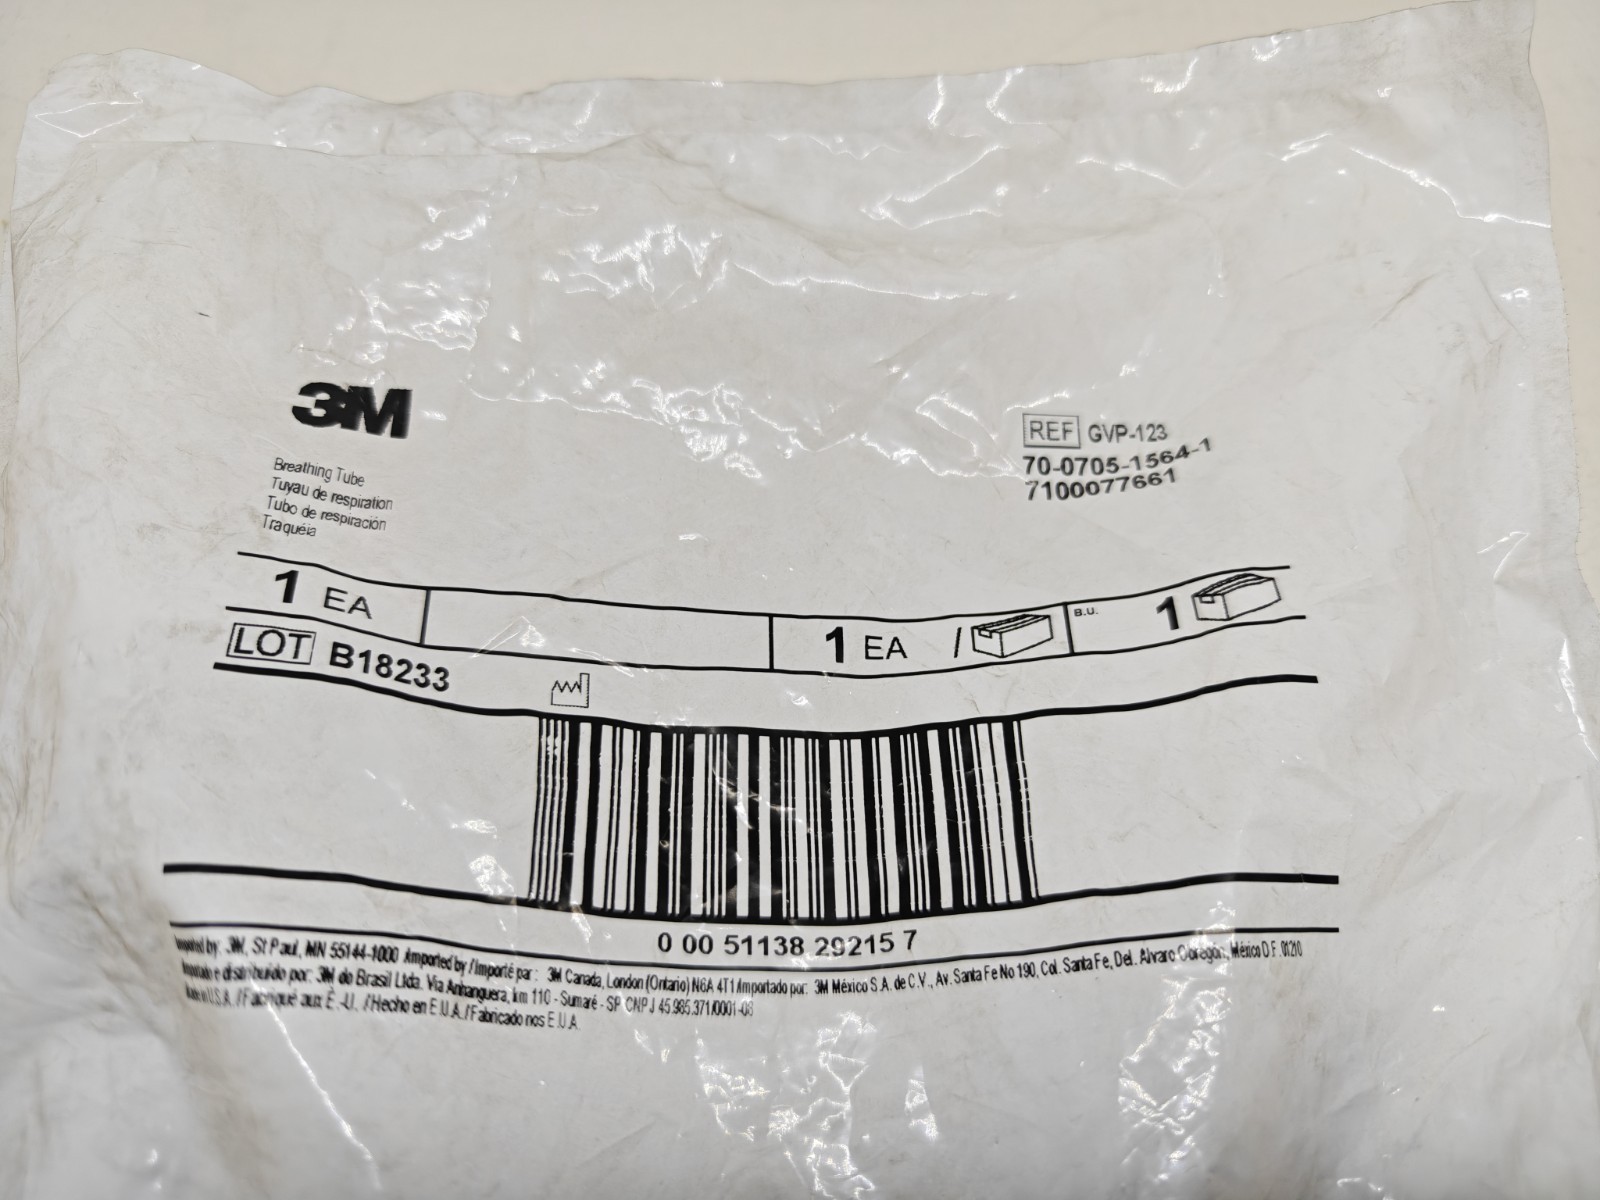 3M
Breathing Tube
Tuyau de respiration
Tubo de respiración
Traquéia
REF GVP-123
70-0705-1564-1
7100077661
1 EA
1 EA /
B.U. 1
LOT B18233
0 00 51138 29215 7
Imported by: 3M, St Paul, MN 55144-1000 /Imported by / Importé par : 3M Canada, London (Ontario) N6A 4T1 /Importado por: 3M México S.A. de C.V., Av. Santa Fe No 190, Col. Santa Fe, Del. Alvaro Obregón, México D.F. 01210
Importado e distribuido por: 3M do Brasil Ltda. Via Anhanguera, km 110 - Sumaré - SP CNPJ 45.985.371/0001-08
Made in U.S.A. / Fabriqué aux É.-U. / Hecho en E.U.A./ Fabricado nos E.U.A.